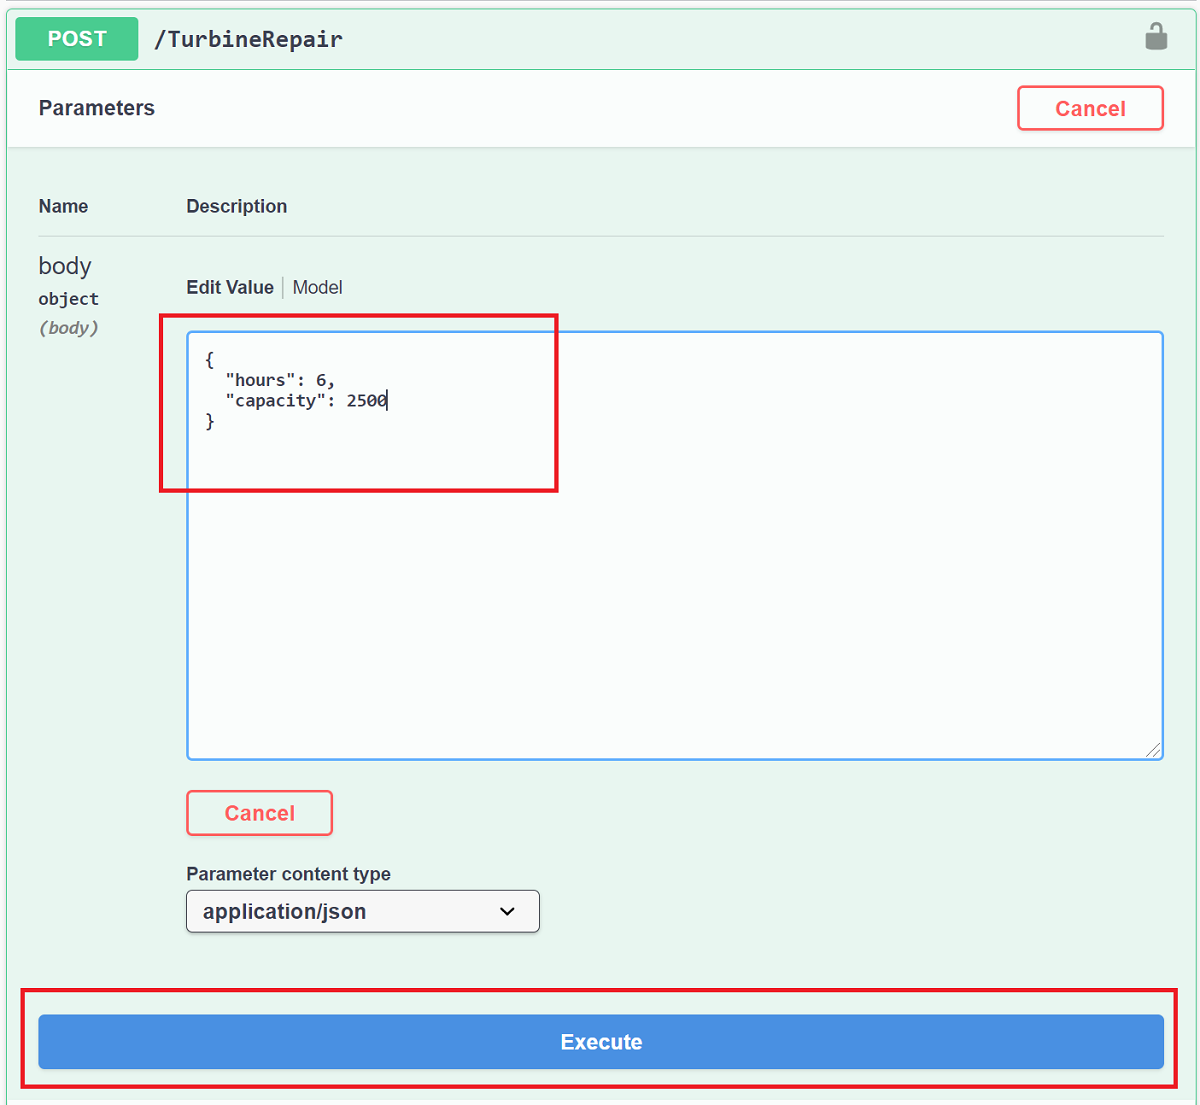 POST /TurbineRepair
Parameters
Cancel
Name Description
body
object
(body)
Edit Value | Model
{
  "hours": 6,
  "capacity": 2500
}
Cancel
Parameter content type
application/json
Execute